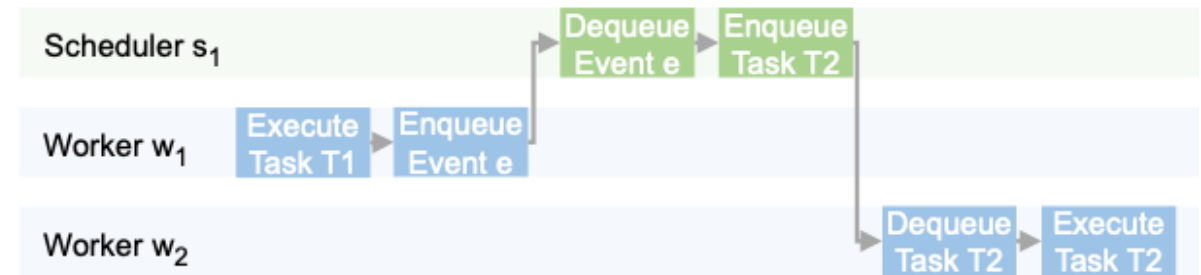 Scheduler s1
Dequeue
Event e
Enqueue
Task T2
Worker w1
Execute
Task T1
Enqueue
Event e
Worker w2
Dequeue
Task T2
Execute
Task T2